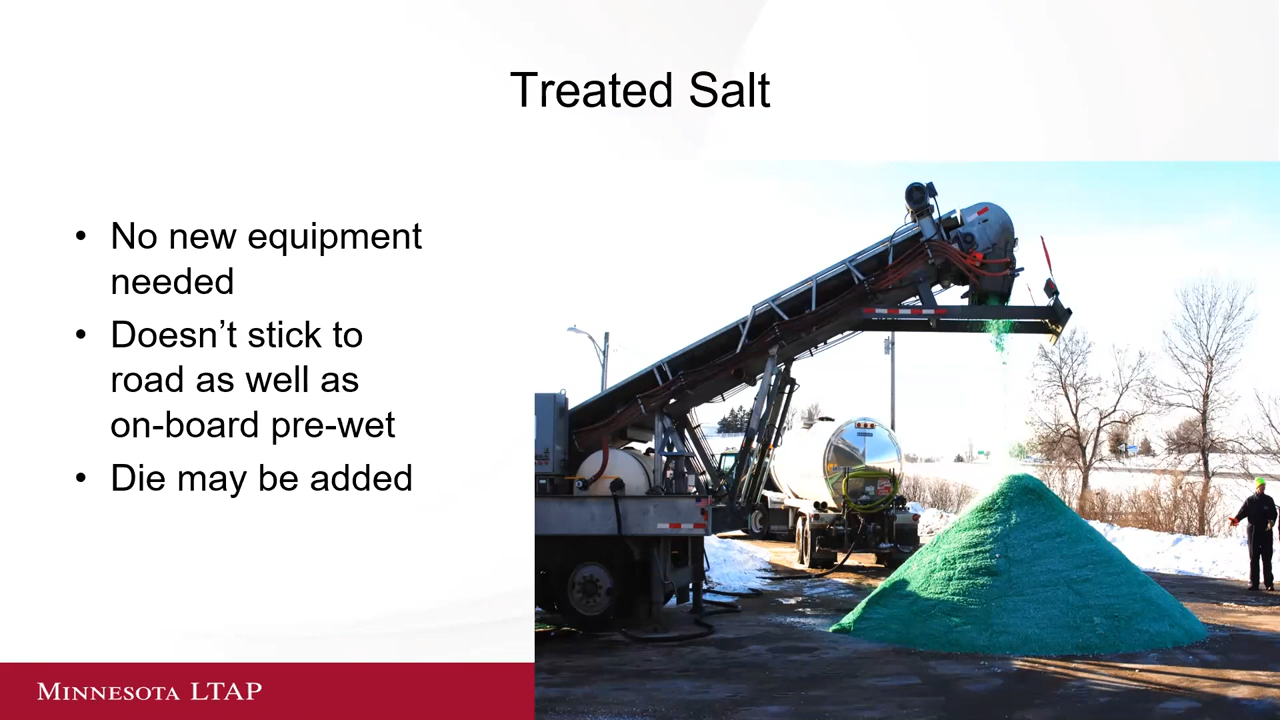 Treated Salt
• No new equipment
needed
• Doesn’t stick to
road as well as
on-board pre-wet
• Die may be added
MINNESOTA LTAP